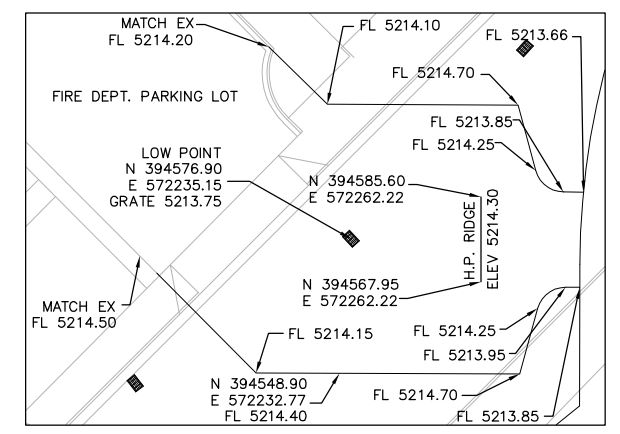 MATCH EX
FL 5214.20
FL 5214.10
FL 5213.66
FL 5214.70
FIRE DEPT. PARKING LOT
FL 5213.85
FL 5214.25
LOW POINT
N 394576.90
E 572235.15
GRATE 5213.75
N 394585.60
E 572262.22
H.P. RIDGE
ELEV 5214.30
N 394567.95
E 572262.22
MATCH EX
FL 5214.50
FL 5214.15
FL 5214.25
FL 5213.95
N 394548.90
E 572232.77
FL 5214.40
FL 5214.70
FL 5213.85